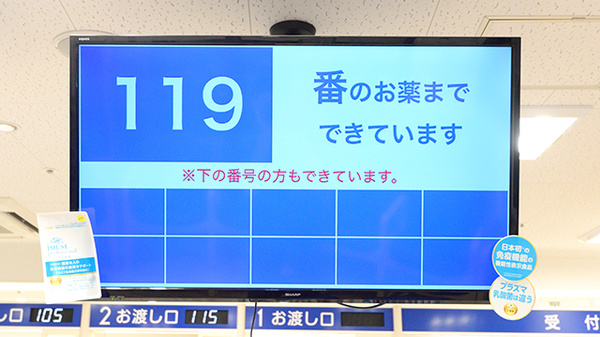 119
番のお薬まで
できています
※下の番号の方もできています。
SHARP
iMUSE
日本初の
免疫機能の
機能性表示食品
プラズマ
乳酸菌は違う
105
2 お渡し口 115
1 お渡し口
受付